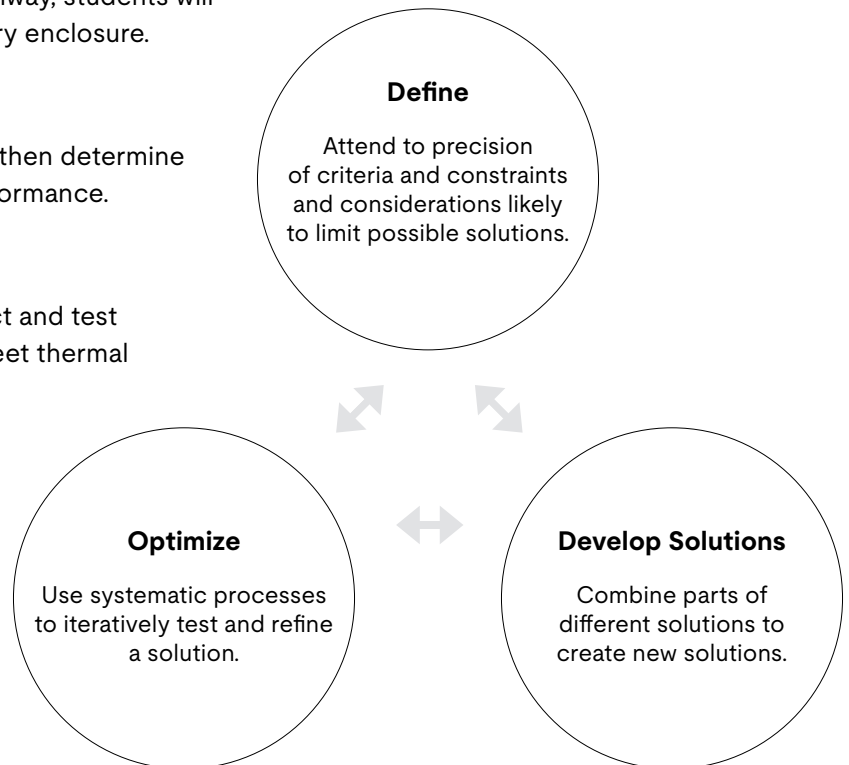 students will
ry enclosure.
then determine
ormance.
and test
eet thermal
Define
Attend to precision
of criteria and constraints
and considerations likely
to limit possible solutions.
Optimize
Use systematic processes
to iteratively test and refine
a solution.
Develop Solutions
Combine parts of
different solutions to
create new solutions.